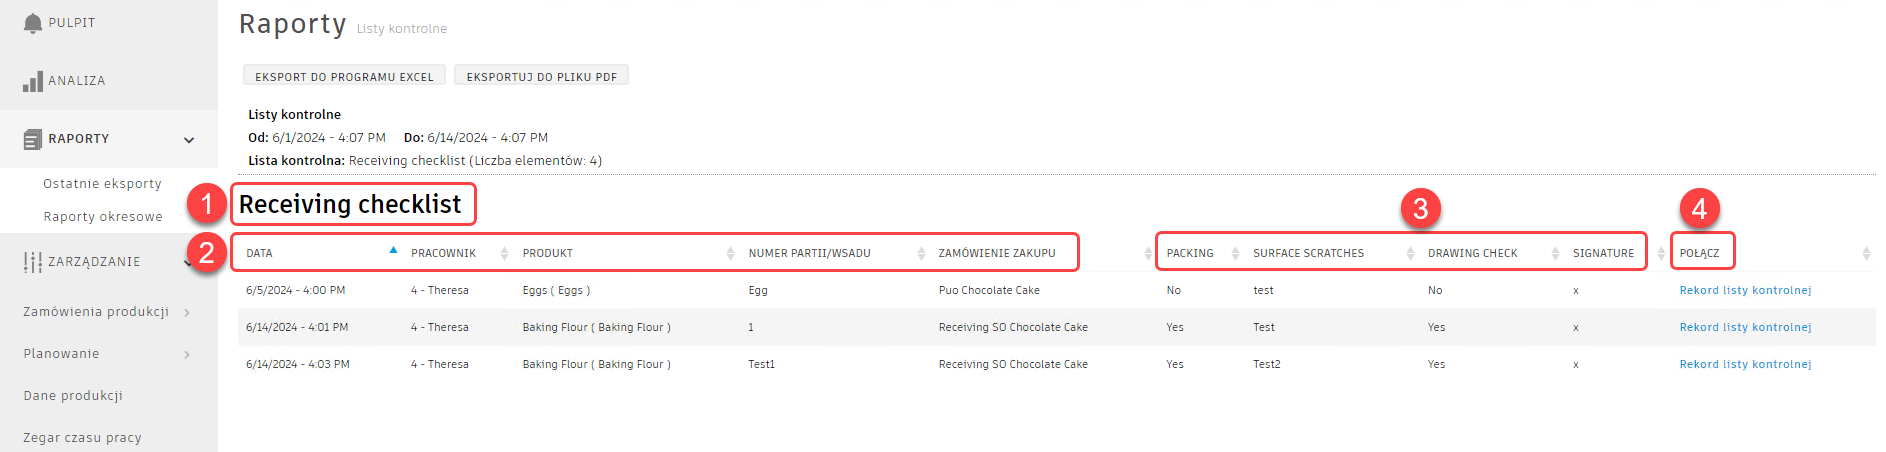 PULPIT
ANALIZA
RAPORTY
Ostatnie eksporty
Raporty okresowe
ZARZĄDZANIE
Zamówienia produkcji
Planowanie
Dane produkcji
Zegar czasu pracy
Raporty Listy kontrolne
EKSPORT DO PROGRAMU EXCEL EKSPORTUJ DO PLIKU PDF
Listy kontrolne
Od: 6/1/2024 - 4:07 PM Do: 6/14/2024 - 4:07 PM
Lista kontrolna: Receiving checklist (Liczba elementów: 4)
1 Receiving checklist 3 4
2 DATA PRACOWNIK PRODUKT NUMER PARTII/WSADU ZAMÓWIENIE ZAKUPU PACKING SURFACE SCRATCHES DRAWING CHECK SIGNATURE POŁĄCZ
6/5/2024 - 4:00 PM 4 - Theresa Eggs ( Eggs ) Egg Puo Chocolate Cake No test No x Rekord listy kontrolnej
6/14/2024 - 4:01 PM 4 - Theresa Baking Flour ( Baking Flour ) 1 Receiving SO Chocolate Cake Yes Test Yes x Rekord listy kontrolnej
6/14/2024 - 4:03 PM 4 - Theresa Baking Flour ( Baking Flour ) Test1 Receiving SO Chocolate Cake Yes Test2 Yes x Rekord listy kontrolnej